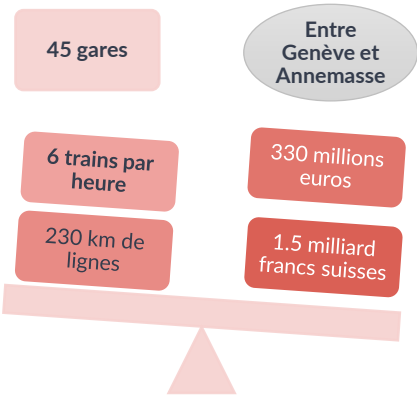 45 gares
Entre
Genève et
Annemasse
6 trains par
heure
330 millions
euros
230 km de
lignes
1.5 milliard
francs suisses